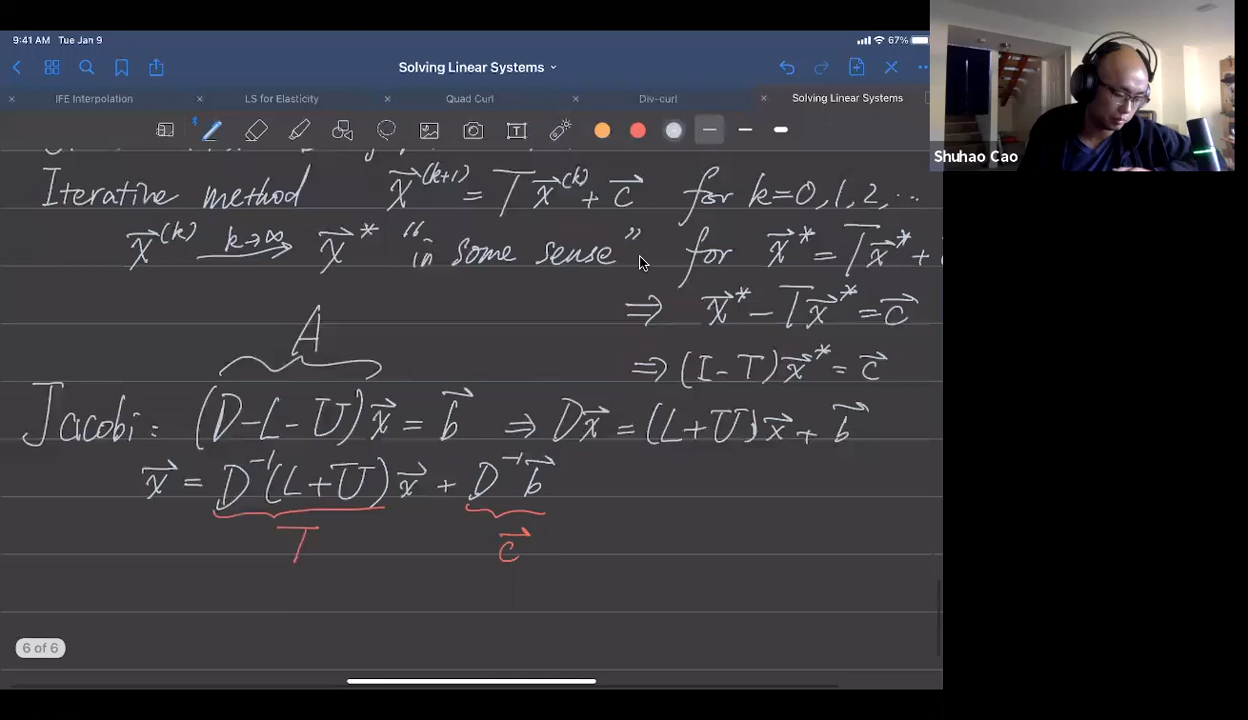 9:41 AM Tue Jan 9
67%
Solving Linear Systems
IFE Interpolation
LS for Elasticity
Quad Curl
Div-curl
Solving Linear Systems
Shuhao Cao
Iterative method x⃗^(k+1) = T x⃗^(k) + c⃗ for k=0,1,2,...
x⃗^(k) →(k→∞) x⃗* "in some sense" for x⃗* = T x⃗* +
⇒ x⃗* - T x⃗* = c⃗
A
⇒ (I-T) x⃗* = c⃗
Jacobi: (D-L-U) x⃗ = b⃗ ⇒ D x⃗ = (L+U) x⃗ + b⃗
x⃗ = D⁻¹(L+U) x⃗ + D⁻¹ b⃗
T c⃗
6 of 6